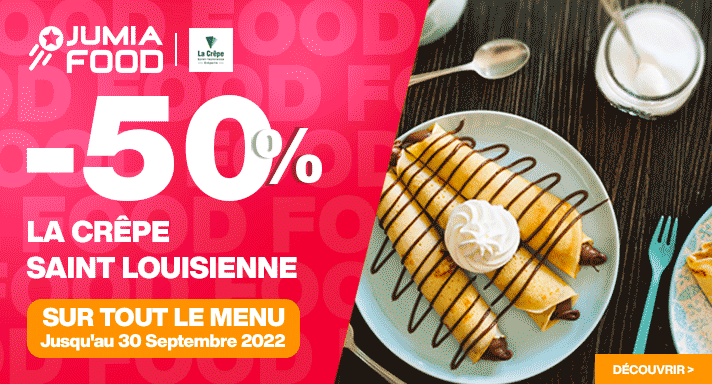 JUMIA
FOOD
La Crêpe
-50%
LA CRÊPE
SAINT LOUISIENNE
SUR TOUT LE MENU
Jusqu'au 30 Septembre 2022
DÉCOUVRIR >